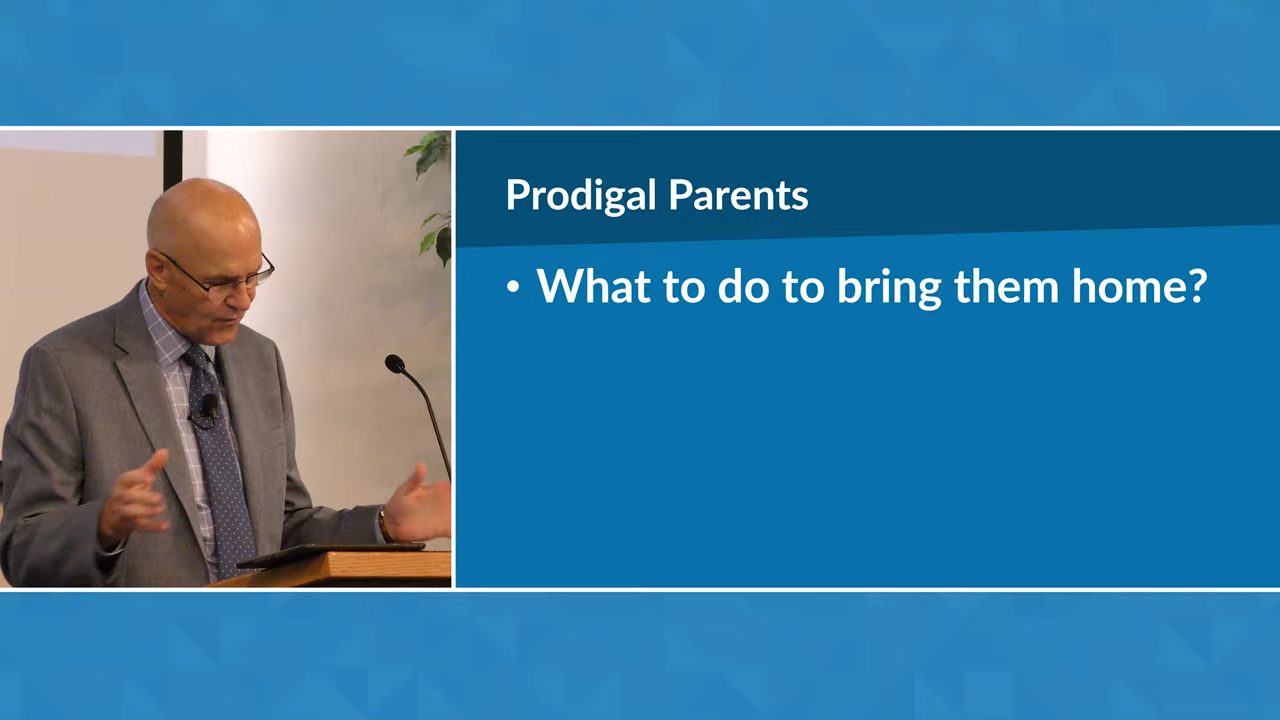 Prodigal Parents
• What to do to bring them home?